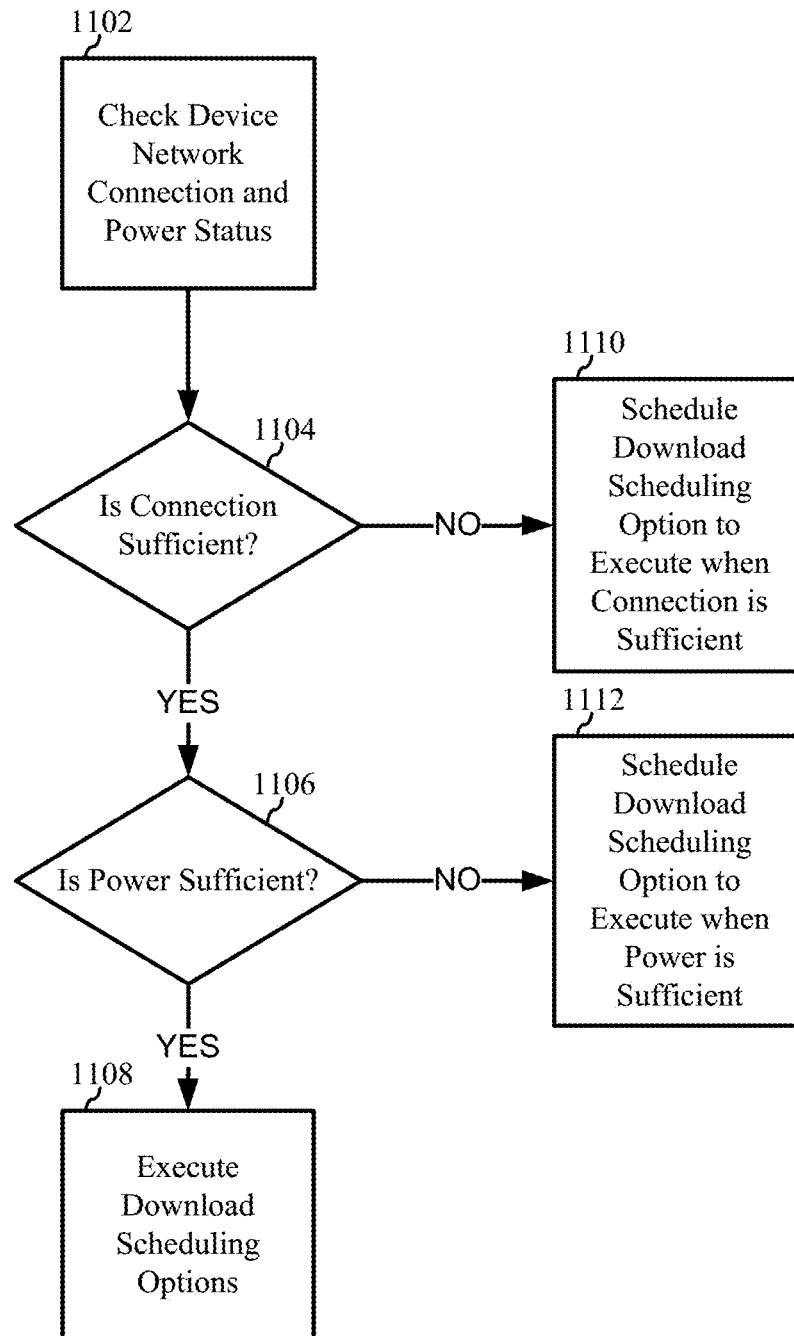 1102
Check Device
Network
Connection and
Power Status
1104
Is Connection
Sufficient?
NO
1110
Schedule
Download
Scheduling
Option to
Execute when
Connection is
Sufficient
YES
1106
Is Power Sufficient?
NO
1112
Schedule
Download
Scheduling
Option to
Execute when
Power is
Sufficient
YES
1108
Execute
Download
Scheduling
Options